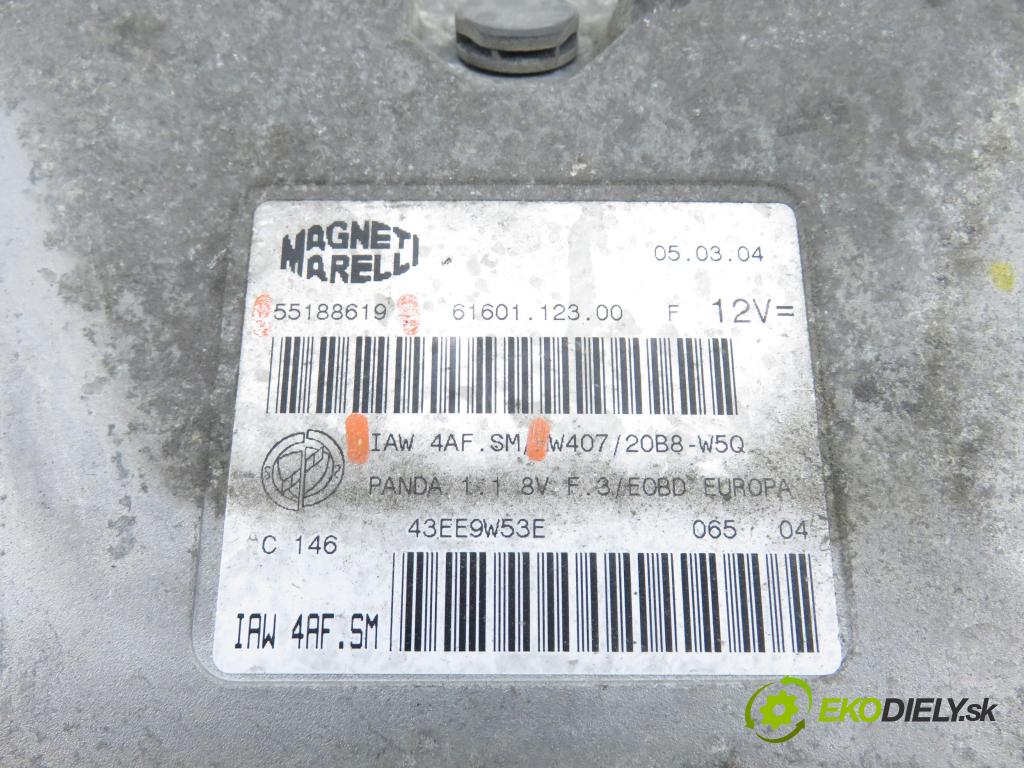 MAGNETI
MARELLI
05.03.04
55188619 61601.123.00 F 12V=
IAW 4AF.SM/ W407/20B8-W5Q
PANDA 1.1 8V F.3/EOBD EUROPA
43EE9W53E 065 04
C 146
IAW 4AF.SM
EKODIELY.sk